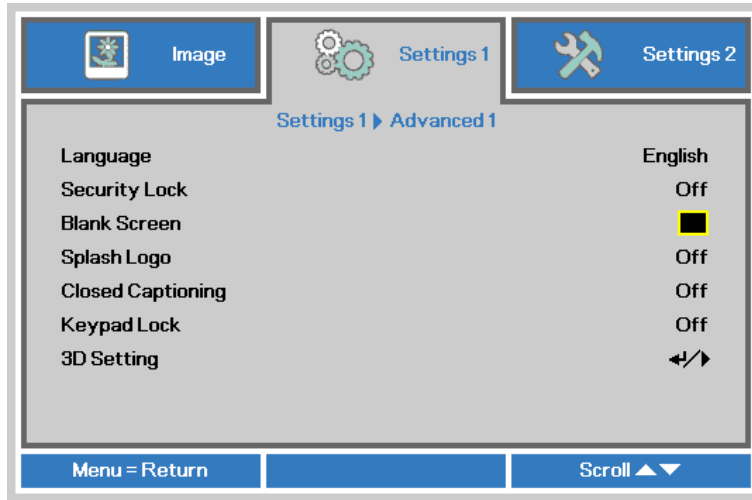 Image
Settings 1
Settings 2
Settings 1 ▶ Advanced 1
Language English
Security Lock Off
Blank Screen
Splash Logo Off
Closed Captioning Off
Keypad Lock Off
3D Setting ↵/▶
Menu = Return
Scroll ▲▼